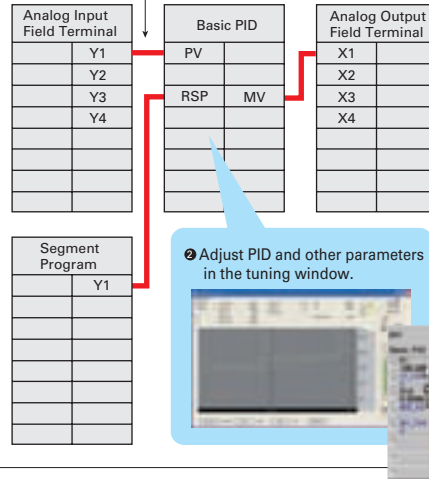 Analog Input
Field Terminal
Y1
Y2
Y3
Y4
Basic PID
PV
RSP MV
Analog Output
Field Terminal
X1
X2
X3
X4
Segment
Program
Y1
❷ Adjust PID and other parameters
in the tuning window.